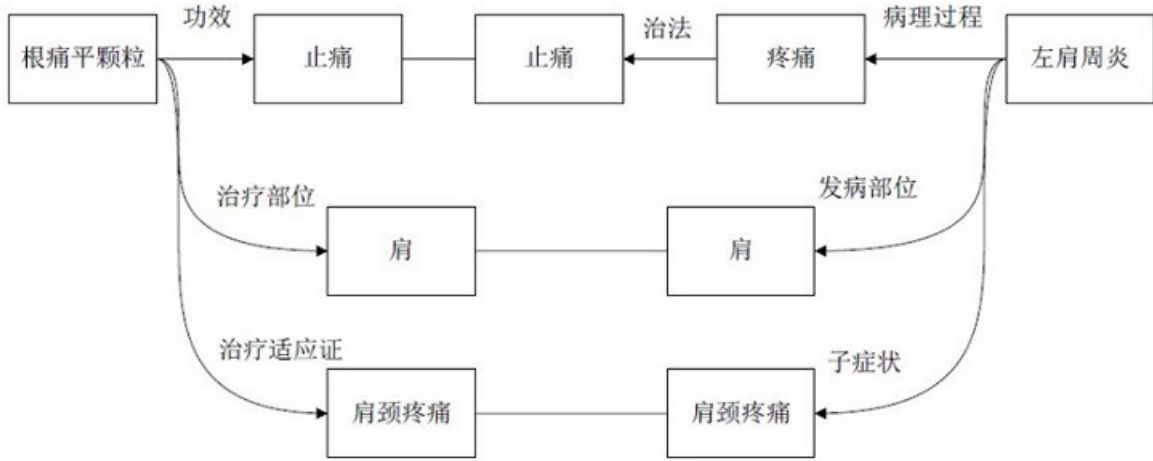 功效
治法
病理过程
根痛平颗粒
止痛
止痛
疼痛
左肩周炎
治疗部位
发病部位
肩
肩
治疗适应证
子症状
肩颈疼痛
肩颈疼痛